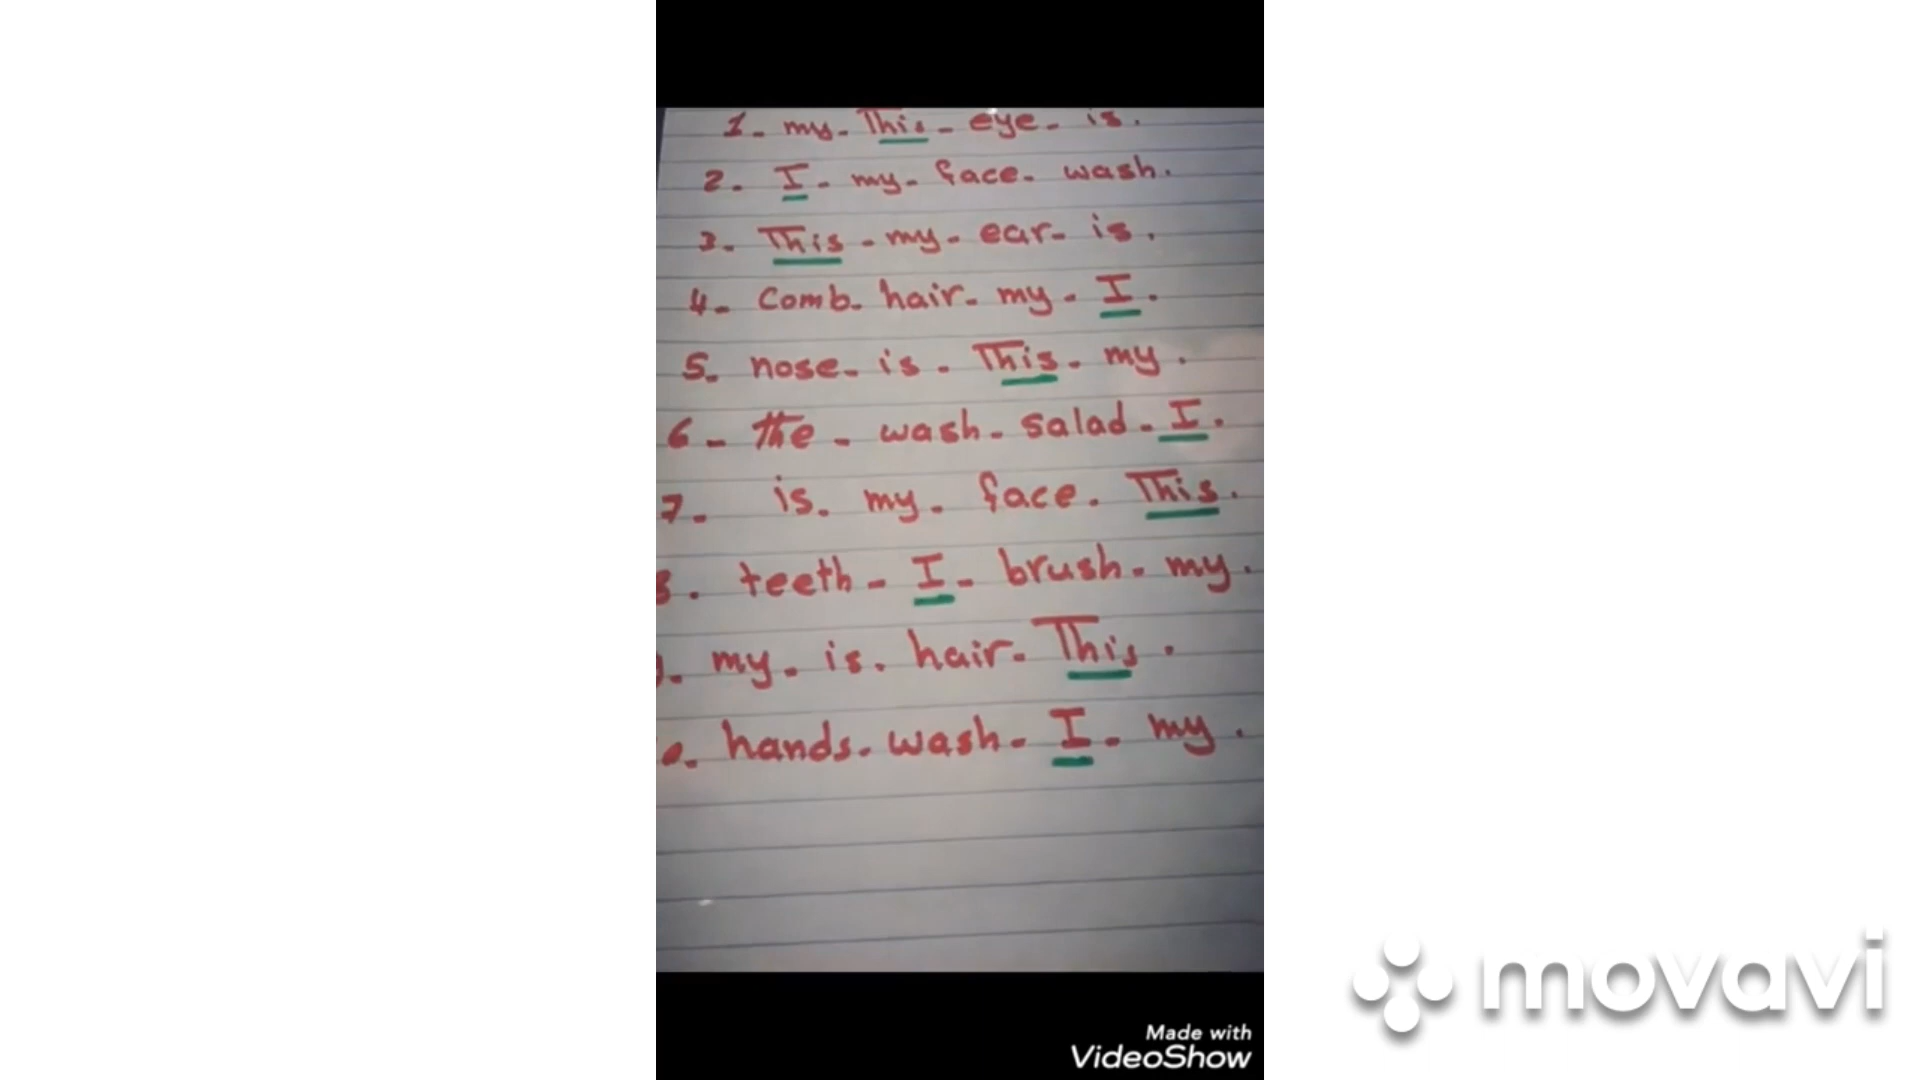 1- my- This- eye- is.
2. I- my- face- wash.
3- This- my- ear- is.
4- comb- hair- my- I.
5- nose- is- This- my.
6- the- wash- salad- I.
7- is- my- face. This.
8. teeth- I- brush- my.
- my- is. hair- This.
0- hands- wash- I- my.
Made with
VideoShow
movavi